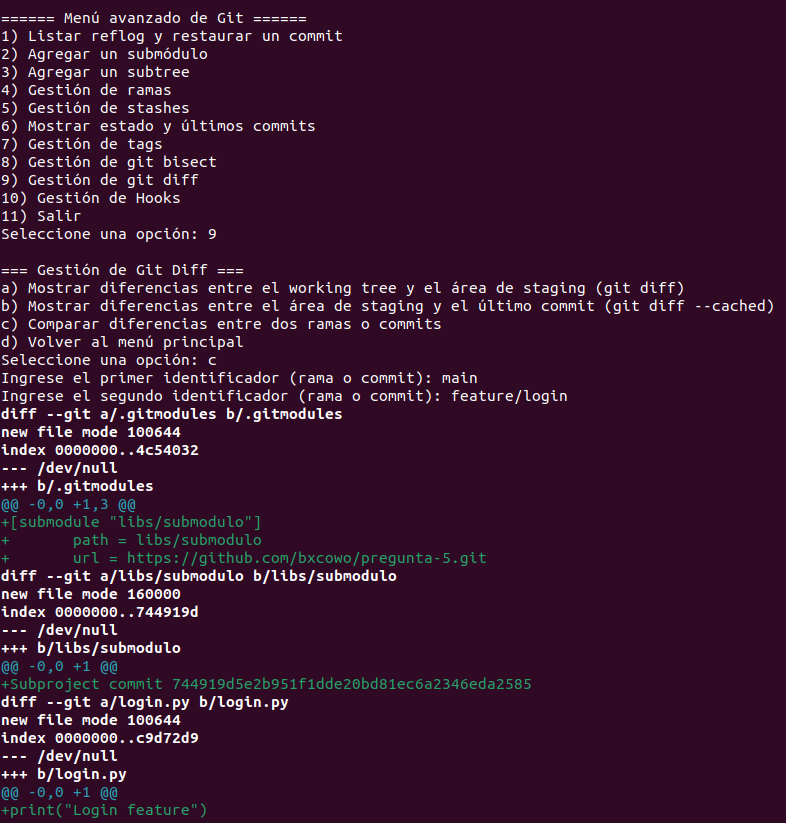 ====== Menú avanzado de Git ======
1) Listar reflog y restaurar un commit
2) Agregar un submódulo
3) Agregar un subtree
4) Gestión de ramas
5) Gestión de stashes
6) Mostrar estado y últimos commits
7) Gestión de tags
8) Gestión de git bisect
9) Gestión de git diff
10) Gestión de Hooks
11) Salir
Seleccione una opción: 9

=== Gestión de Git Diff ===
a) Mostrar diferencias entre el working tree y el área de staging (git diff)
b) Mostrar diferencias entre el área de staging y el último commit (git diff --cached)
c) Comparar diferencias entre dos ramas o commits
d) Volver al menú principal
Seleccione una opción: c
Ingrese el primer identificador (rama o commit): main
Ingrese el segundo identificador (rama o commit): feature/login
diff --git a/.gitmodules b/.gitmodules
new file mode 100644
index 0000000..4c54032
--- /dev/null
+++ b/.gitmodules
@@ -0,0 +1,3 @@
+[submodule "libs/submodulo"]
+       path = libs/submodulo
+       url = https://github.com/bxcowo/pregunta-5.git
diff --git a/libs/submodulo b/libs/submodulo
new file mode 160000
index 0000000..744919d
--- /dev/null
+++ b/libs/submodulo
@@ -0,0 +1 @@
+Subproject commit 744919d5e2b951f1dde20bd81ec6a2346eda2585
diff --git a/login.py b/login.py
new file mode 100644
index 0000000..c9d72d9
--- /dev/null
+++ b/login.py
@@ -0,0 +1 @@
+print("Login feature")